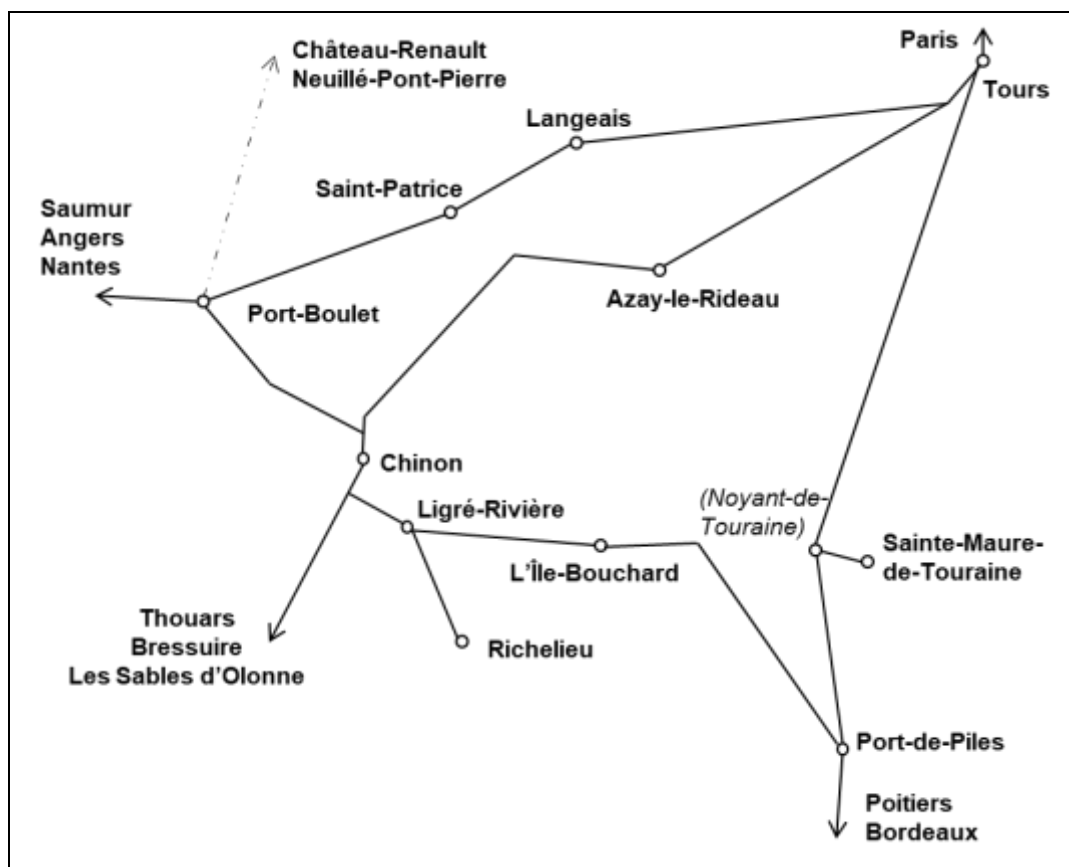 Château-Renault
Neuillé-Pont-Pierre
Paris
Tours
Langeais
Saint-Patrice
Saumur
Angers
Nantes
Port-Boulet
Azay-le-Rideau
Chinon
(Noyant-de-
Touraine)
Ligré-Rivière
Sainte-Maure-
de-Touraine
L’Île-Bouchard
Thouars
Bressuire
Les Sables d’Olonne
Richelieu
Port-de-Piles
Poitiers
Bordeaux